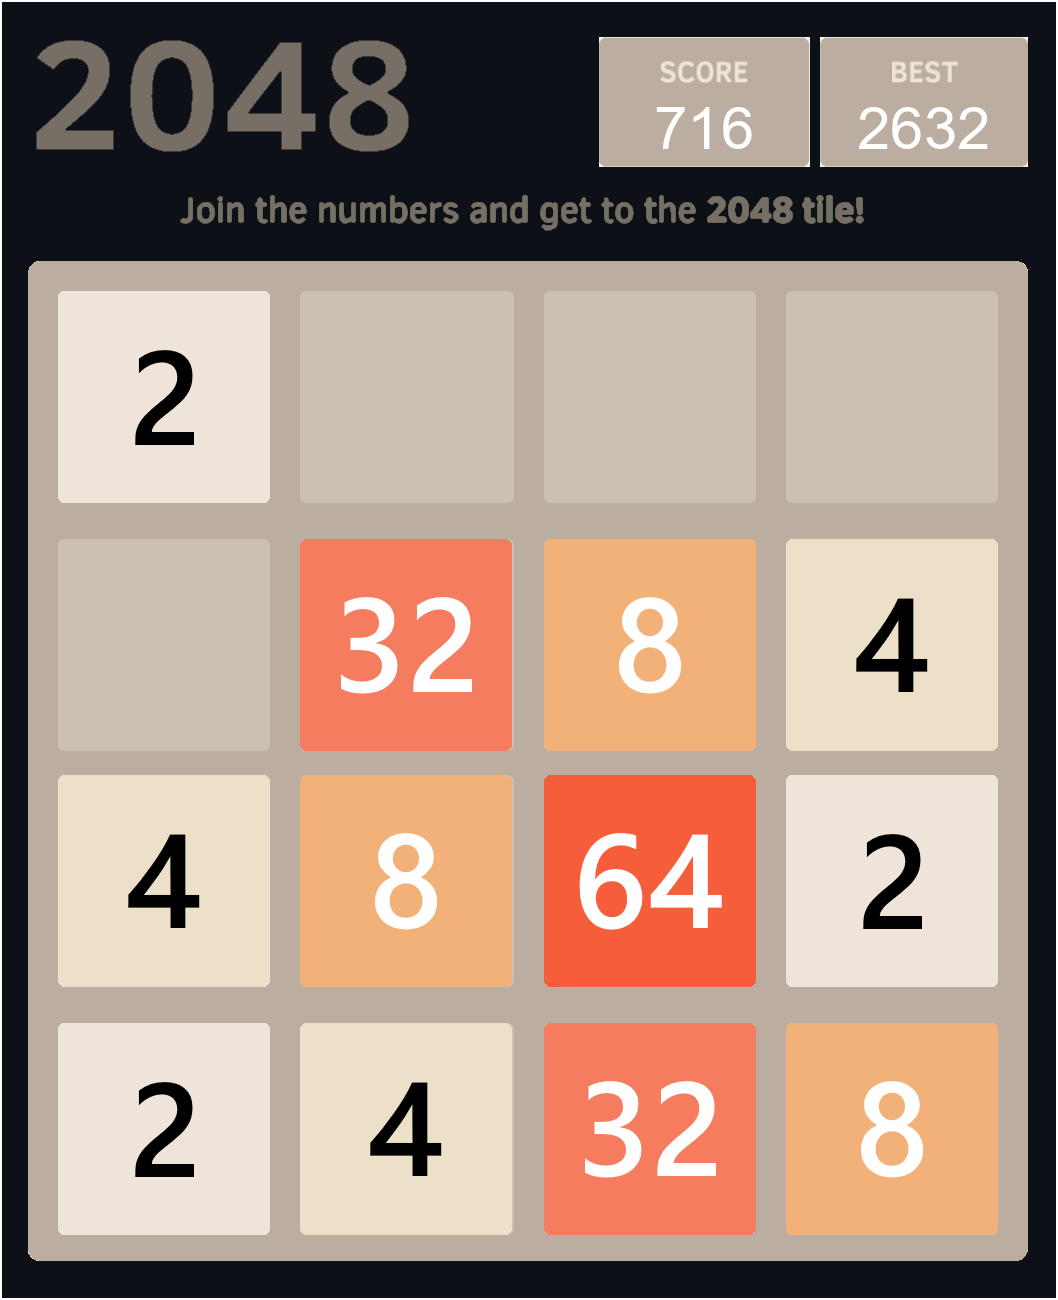 2048
SCORE BEST
716 2632
Join the numbers and get to the 2048 tile!
2
32 8 4
4 8 64 2
2 4 32 8